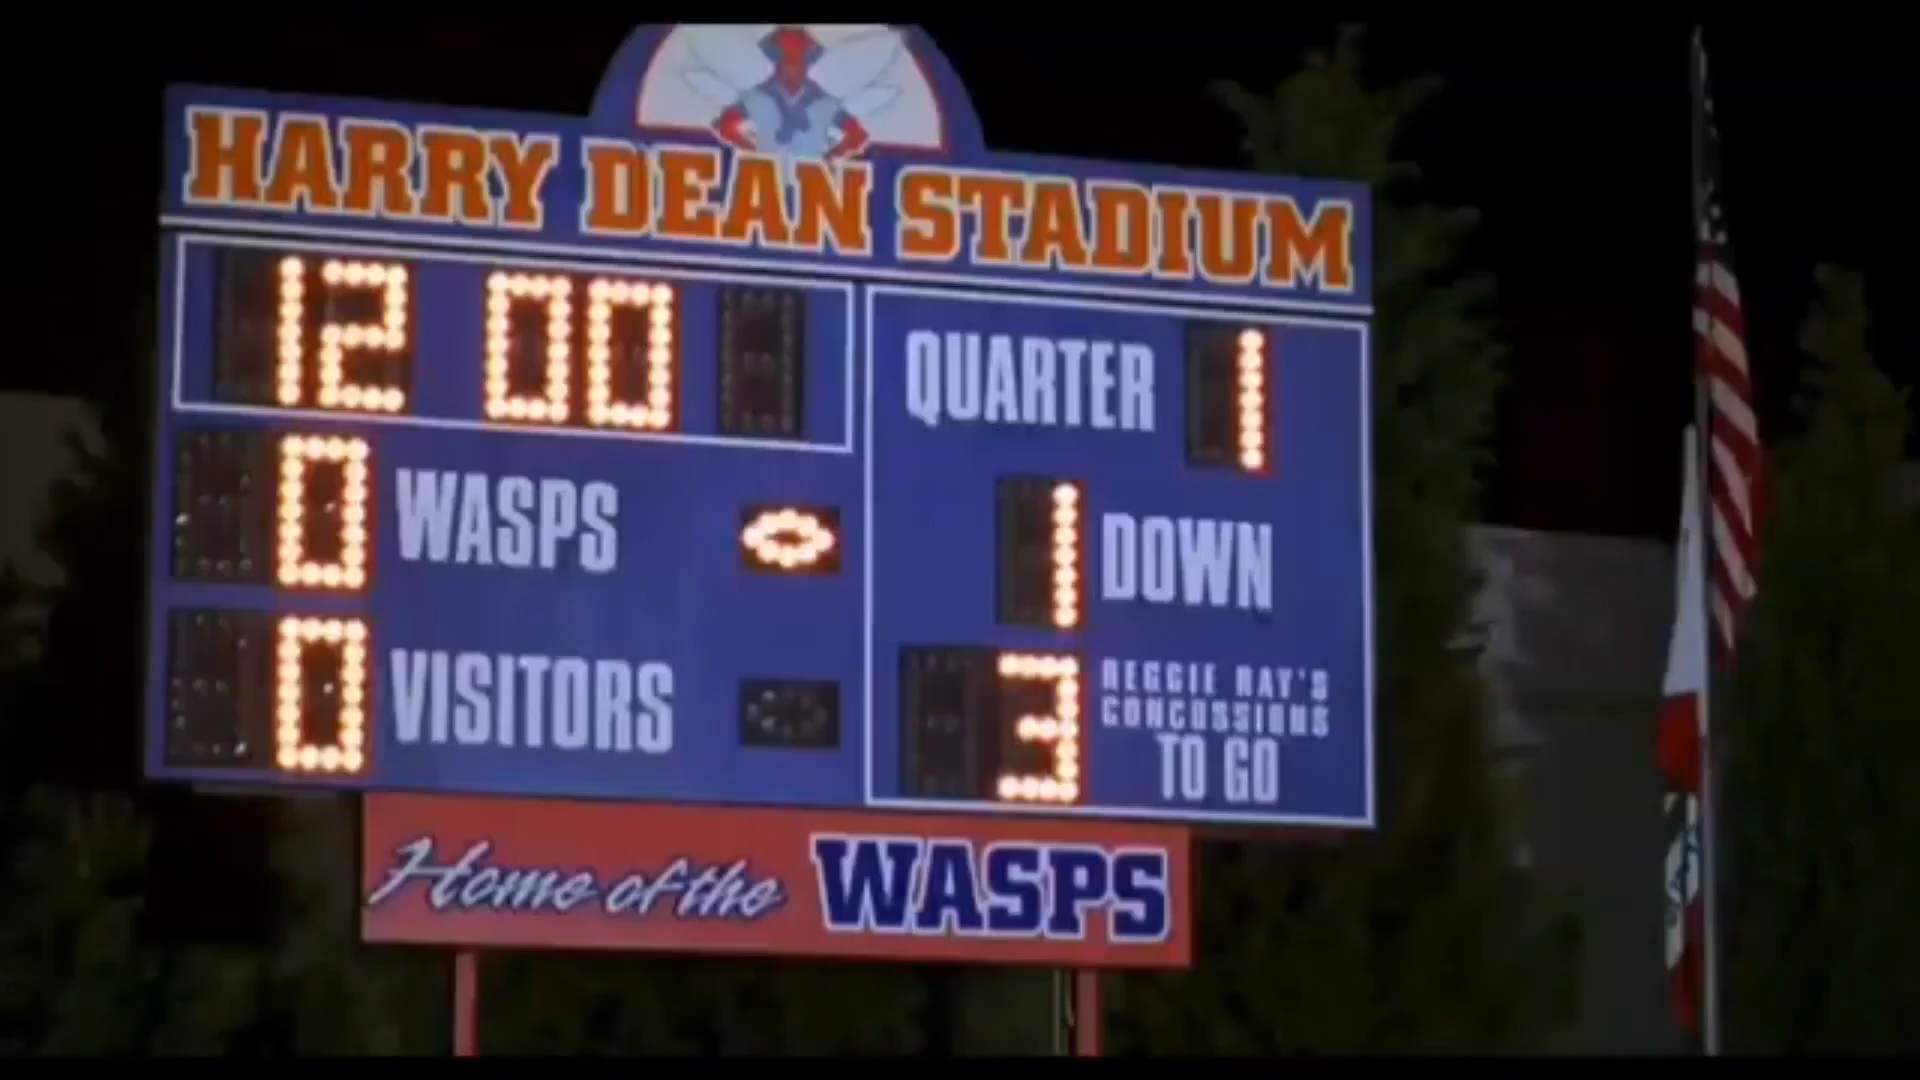 HARRY DEAN STADIUM
12 00
QUARTER 1
0 WASPS
1 DOWN
0 VISITORS
3 REGGIE RAY'S
CONCUSSIONS
TO GO
Home of the WASPS